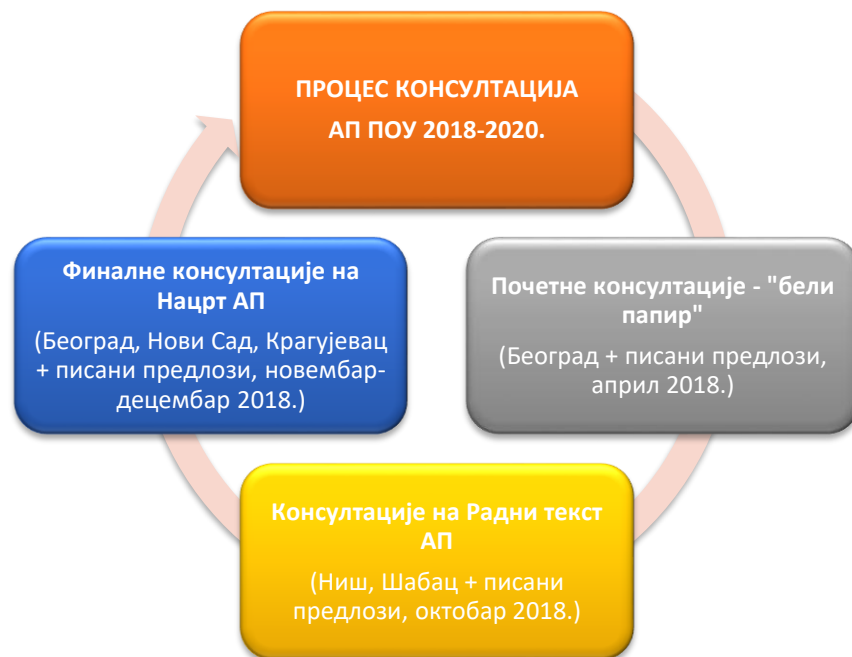 ПРОЦЕС КОНСУЛТАЦИЈА
АП ПОУ 2018-2020.
Почетне консултације - "бели
папир"
(Београд + писани предлози,
април 2018.)
Консултације на Радни текст
АП
(Ниш, Шабац + писани
предлози, октобар 2018.)
Финалне консултације на
Нацрт АП
(Београд, Нови Сад, Крагујевац
+ писани предлози, новембар-
децембар 2018.)